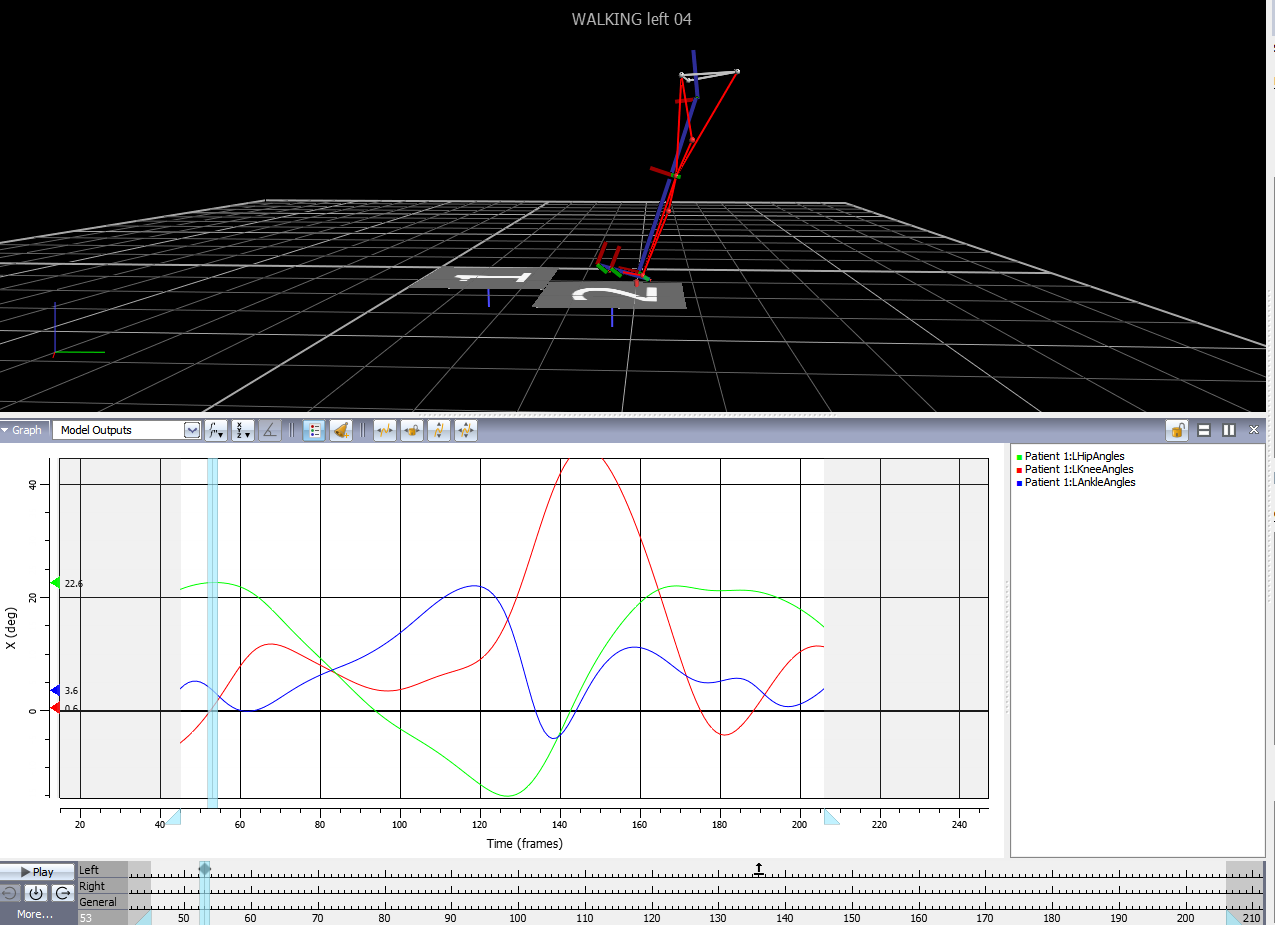 WALKING left 04
1
2
Graph
Model Outputs
X
Y
Z
Patient 1:LHipAngles
Patient 1:LKneeAngles
Patient 1:LAnkleAngles
X (deg)
40
20
0
22.6
3.6
0.6
20 40 60 80 100 120 140 160 180 200 220 240
Time (frames)
Play
Left
Right
General
More...
53
50 60 70 80 90 100 110 120 130 140 150 160 170 180 190 200 210